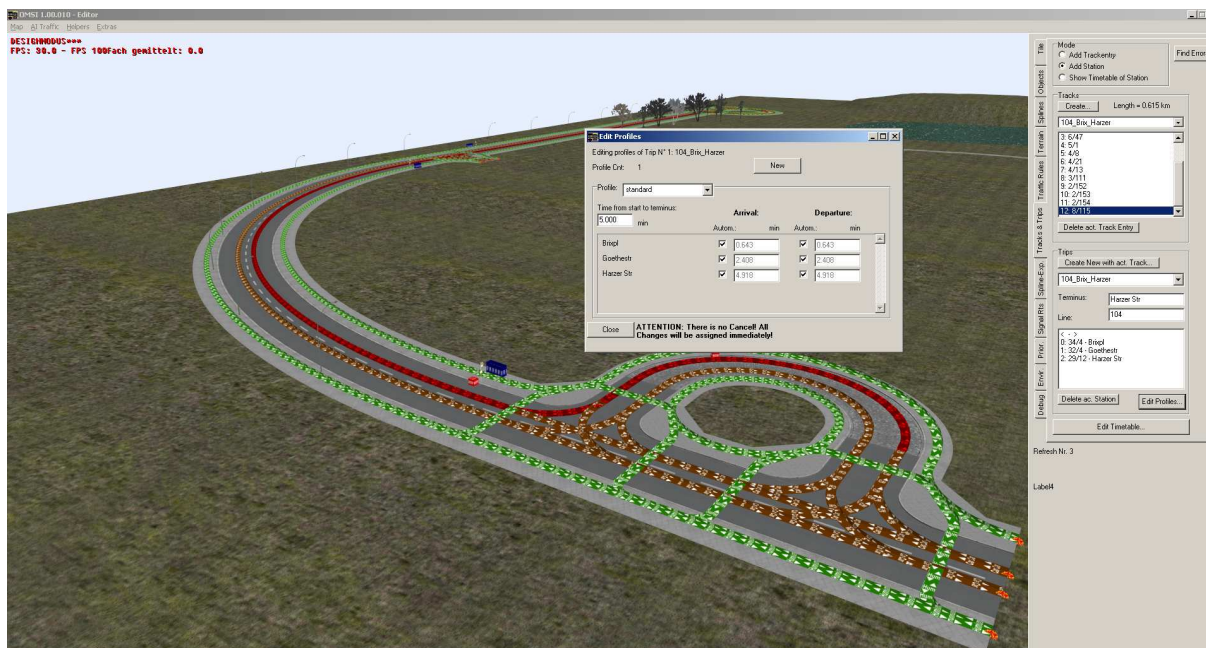 OMSI 1.00.010 - Editor
Map AI Traffic Helpers Extras
DESIGNMODUS***
FPS: 30.0 - FPS 100Fach gemittelt: 0.0
Edit Profiles
Editing profiles of Trip N° 1: 104_Brix_Harzer
Profile Cnt: 1
New
Profile: standard
Time from start to terminus:
5.000 min
Arrival: Departure:
Autom.: min Autom.: min
Brixpl 0.643 0.643
Goethestr 2.408 2.408
Harzer Str 4.918 4.918
Close
ATTENTION: There is no Cancel! All
Changes will be assigned immediately!
Tile
Objects
Splines
Terrain
Traffic Rules
Tracks & Trips
Spline-Exp.
Signal Rts
Prior.
Envir.
Debug
Mode
Add Trackentry
Add Station
Show Timetable of Station
Find Error
Tracks
Create... Length = 0.615 km
104_Brix_Harzer
3: 6/47
4: 5/1
5: 4/8
6: 4/21
7: 4/13
8: 3/111
9: 2/152
10: 2/153
11: 2/154
12: 8/115
Delete act. Track Entry
Trips
Create New with act. Track...
104_Brix_Harzer
Terminus: Harzer Str
Line: 104
< - >
0: 34/4 - Brixpl
1: 32/4 - Goethestr
2: 29/12 - Harzer Str
Delete ac. Station
Edit Profiles...
Edit Timetable...
Refresh Nr. 3
Label4